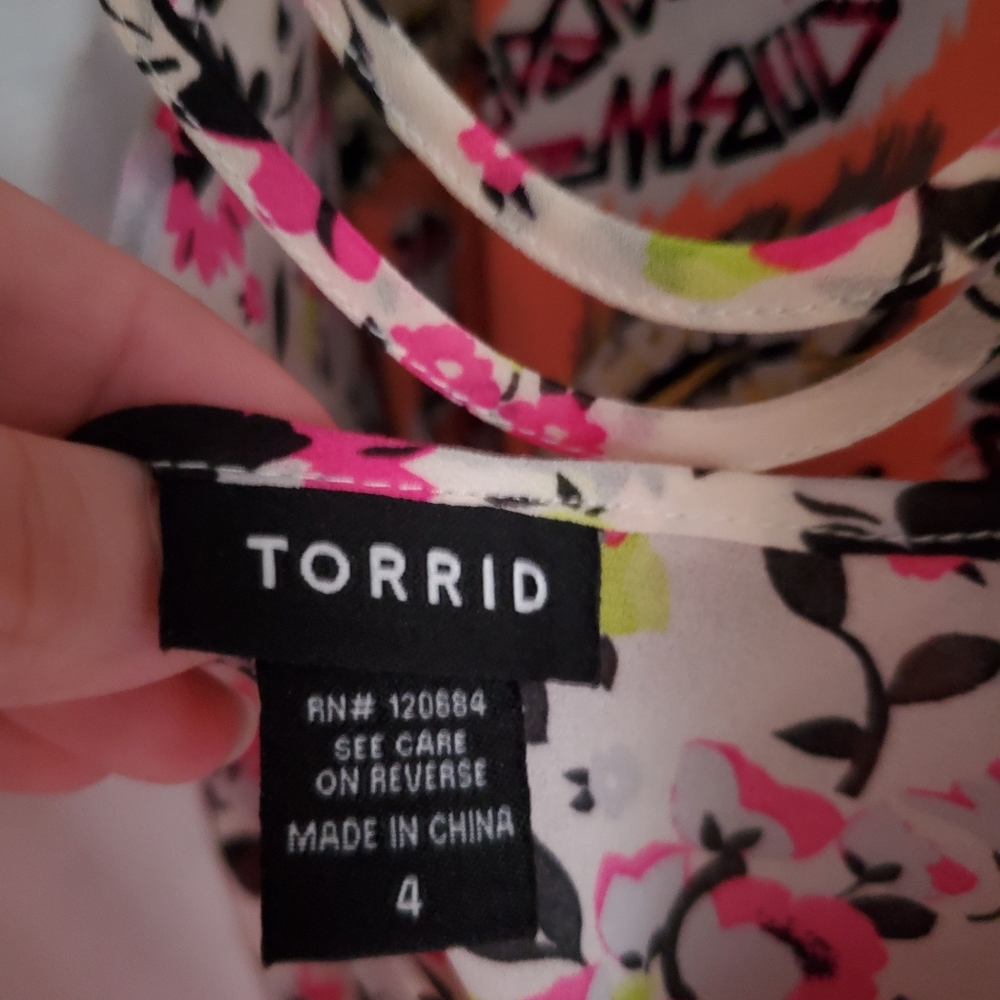 TORRID
RN# 120684
SEE CARE
ON REVERSE
MADE IN CHINA
4